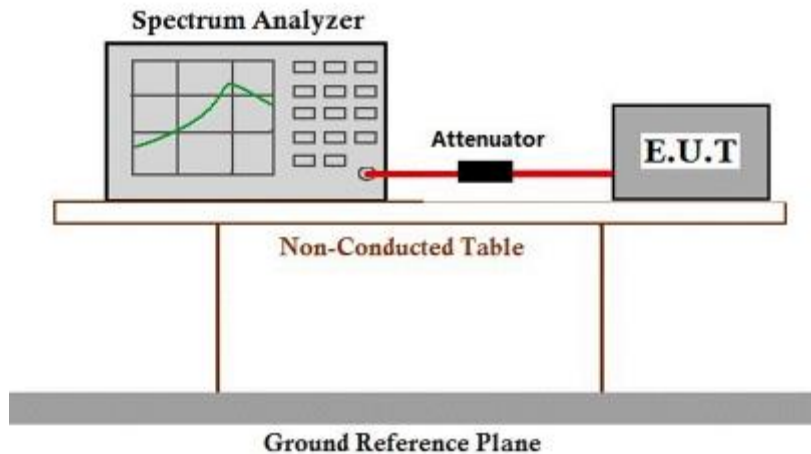 Spectrum Analyzer
Attenuator
E.U.T
Non-Conducted Table
Ground Reference Plane